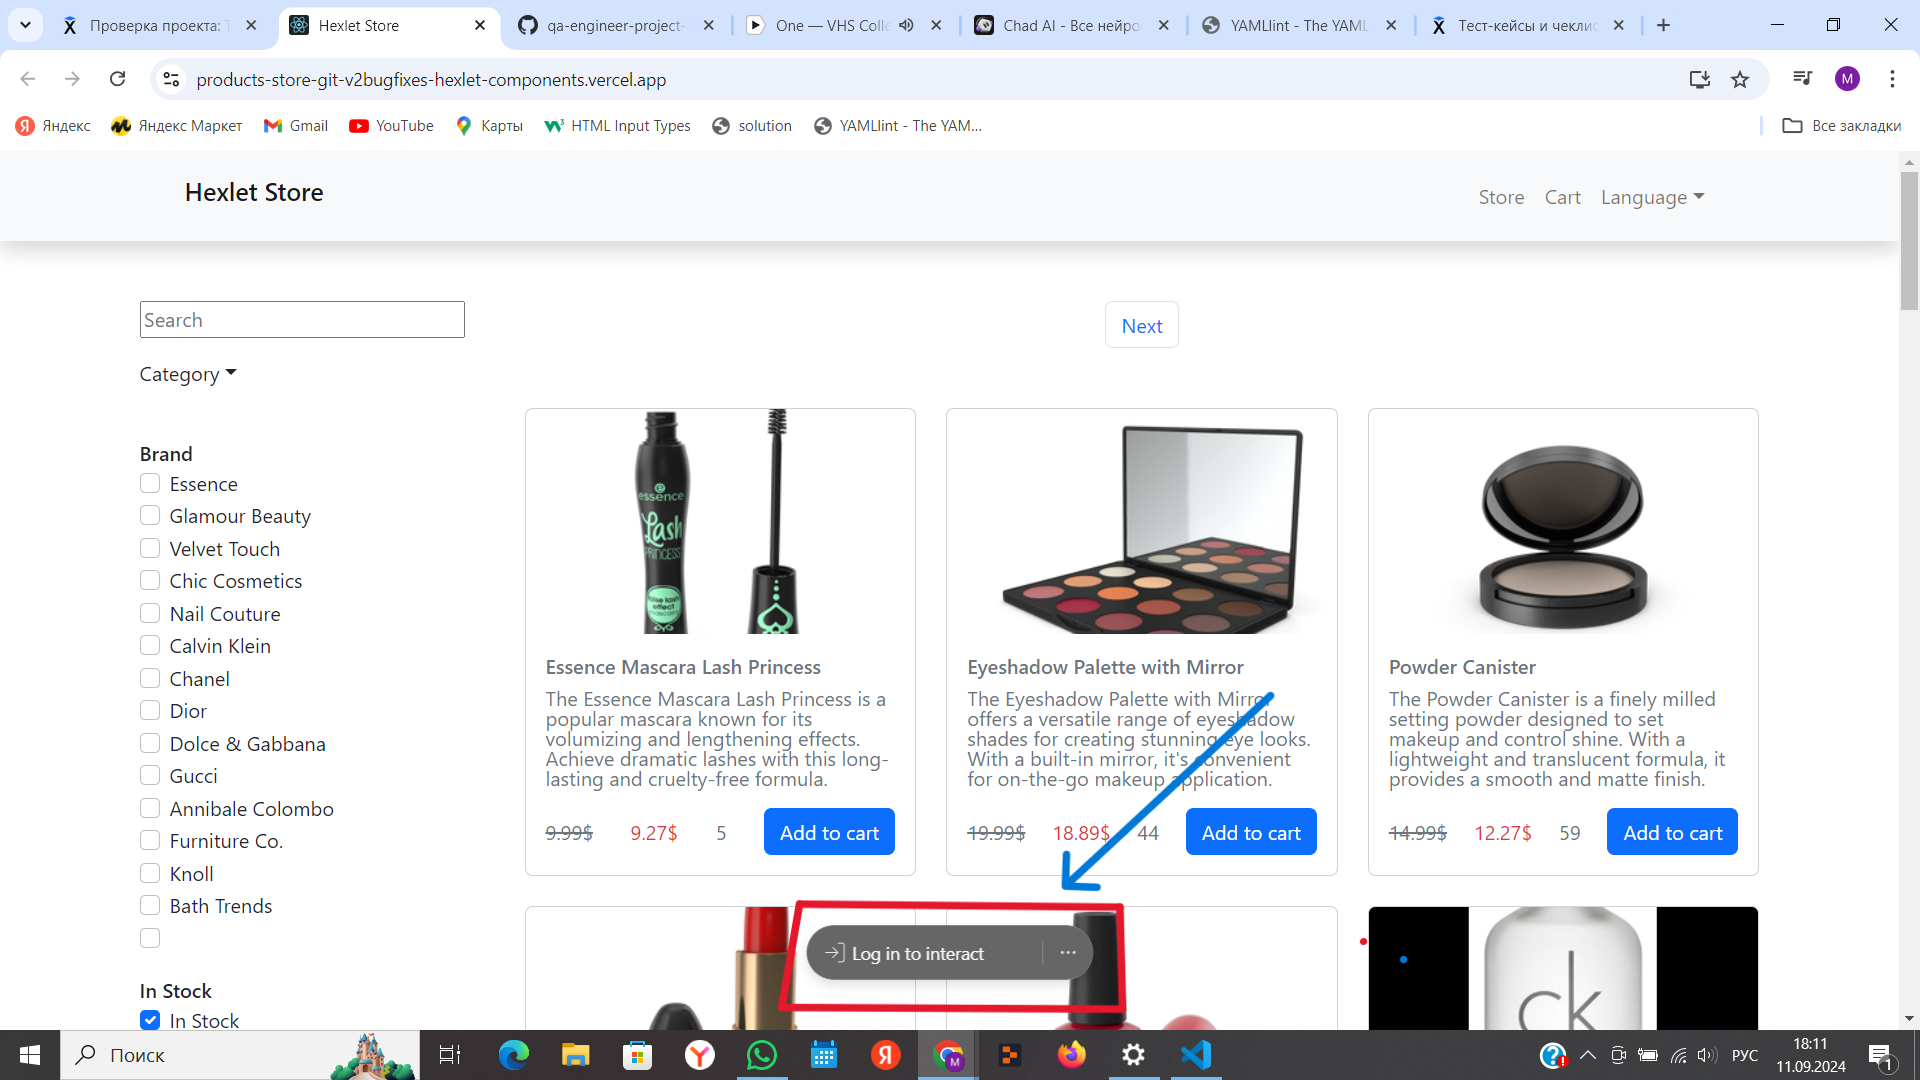 Проверка проекта: Т
Hexlet Store
qa-engineer-project-
One — VHS Colle
Chad AI - Все нейро
YAMLlint - The YAML
Тест-кейсы и чеклис
products-store-git-v2bugfixes-hexlet-components.vercel.app
M
Яндекс
Яндекс Маркет
Gmail
YouTube
Карты
HTML Input Types
solution
YAMLlint - The YAM...
Все закладки
Hexlet Store
Store
Cart
Language
Search
Next
Category
Brand
Essence
Glamour Beauty
Velvet Touch
Chic Cosmetics
Nail Couture
Calvin Klein
Chanel
Dior
Dolce & Gabbana
Gucci
Annibale Colombo
Furniture Co.
Knoll
Bath Trends
In Stock
In Stock
essence
Lash
PRINCESS
false lash
effect
Essence Mascara Lash Princess
The Essence Mascara Lash Princess is a
popular mascara known for its
volumizing and lengthening effects.
Achieve dramatic lashes with this long-
lasting and cruelty-free formula.
9.99$ 9.27$ 5 Add to cart
Eyeshadow Palette with Mirror
The Eyeshadow Palette with Mirror
offers a versatile range of eyeshadow
shades for creating stunning eye looks.
With a built-in mirror, it's convenient
for on-the-go makeup application.
19.99$ 18.89$ 44 Add to cart
Powder Canister
The Powder Canister is a finely milled
setting powder designed to set
makeup and control shine. With a
lightweight and translucent formula, it
provides a smooth and matte finish.
14.99$ 12.27$ 59 Add to cart
Log in to interact
ck
Поиск
M
РУС
18:11
11.09.2024
1